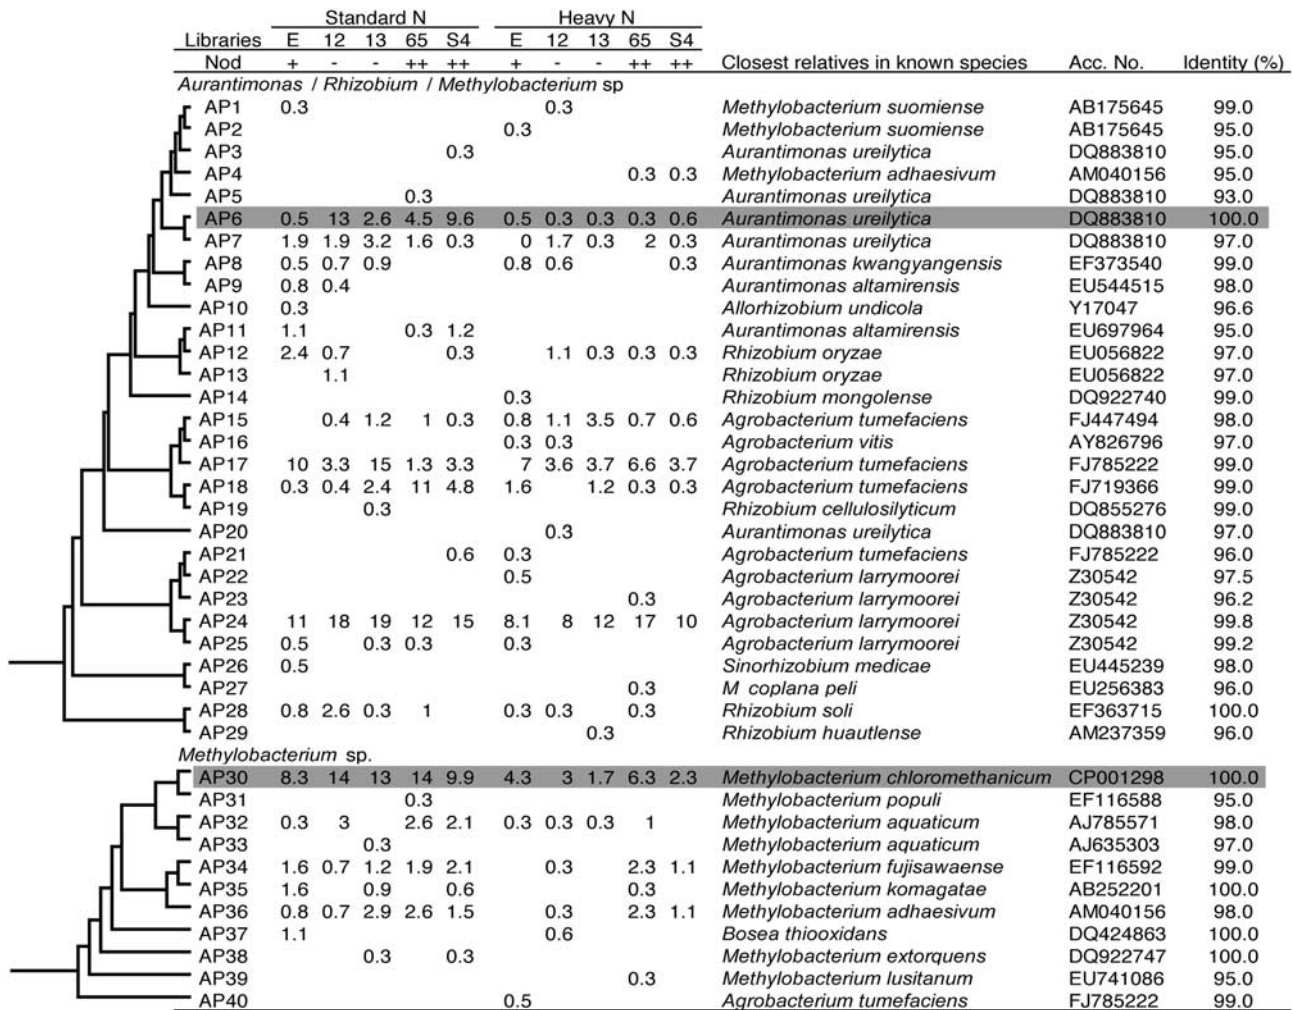 Standard N Heavy N
Libraries E 12 13 65 S4 E 12 13 65 S4
Nod + - - ++ ++ + - - ++ ++ Closest relatives in known species Acc. No. Identity (%)
Aurantimonas / Rhizobium / Methylobacterium sp
AP1 0.3 0.3 Methylobacterium suomiense AB175645 99.0
AP2 0.3 Methylobacterium suomiense AB175645 95.0
AP3 0.3 Aurantimonas ureilytica DQ883810 95.0
AP4 0.3 0.3 Methylobacterium adhaesivum AM040156 95.0
AP5 0.3 Aurantimonas ureilytica DQ883810 93.0
AP6 0.5 13 2.6 4.5 9.6 0.5 0.3 0.3 0.3 0.6 Aurantimonas ureilytica DQ883810 100.0
AP7 1.9 1.9 3.2 1.6 0.3 0 1.7 0.3 2 0.3 Aurantimonas ureilytica DQ883810 97.0
AP8 0.5 0.7 0.9 0.8 0.6 0.3 Aurantimonas kwangyangensis EF373540 99.0
AP9 0.8 0.4 Aurantimonas altamirensis EU544515 98.0
AP10 0.3 Allorhizobium undicola Y17047 96.6
AP11 1.1 0.3 1.2 Aurantimonas altamirensis EU697964 95.0
AP12 2.4 0.7 0.3 1.1 0.3 0.3 0.3 Rhizobium oryzae EU056822 97.0
AP13 1.1 Rhizobium oryzae EU056822 97.0
AP14 0.3 Rhizobium mongolense DQ922740 99.0
AP15 0.4 1.2 1 0.3 0.8 1.1 3.5 0.7 0.6 Agrobacterium tumefaciens FJ447494 98.0
AP16 0.3 0.3 Agrobacterium vitis AY826796 97.0
AP17 10 3.3 15 1.3 3.3 7 3.6 3.7 6.6 3.7 Agrobacterium tumefaciens FJ785222 99.0
AP18 0.3 0.4 2.4 11 4.8 1.6 1.2 0.3 0.3 Agrobacterium tumefaciens FJ719366 99.0
AP19 0.3 Rhizobium cellulosilyticum DQ855276 99.0
AP20 0.3 Aurantimonas ureilytica DQ883810 97.0
AP21 0.6 0.3 Agrobacterium tumefaciens FJ785222 96.0
AP22 0.5 Agrobacterium larrymoorei Z30542 97.5
AP23 0.3 Agrobacterium larrymoorei Z30542 96.2
AP24 11 18 19 12 15 8.1 8 12 17 10 Agrobacterium larrymoorei Z30542 99.8
AP25 0.5 0.3 0.3 0.3 Agrobacterium larrymoorei Z30542 99.2
AP26 0.5 Sinorhizobium medicae EU445239 98.0
AP27 0.3 M coplana peli EU256383 96.0
AP28 0.8 2.6 0.3 1 0.3 0.3 0.3 Rhizobium soli EF363715 100.0
AP29 0.3 Rhizobium huautlense AM237359 96.0
Methylobacterium sp.
AP30 8.3 14 13 14 9.9 4.3 3 1.7 6.3 2.3 Methylobacterium chloromethanicum CP001298 100.0
AP31 0.3 Methylobacterium populi EF116588 95.0
AP32 0.3 3 2.6 2.1 0.3 0.3 0.3 1 Methylobacterium aquaticum AJ785571 98.0
AP33 0.3 Methylobacterium aquaticum AJ635303 97.0
AP34 1.6 0.7 1.2 1.9 2.1 0.3 2.3 1.1 Methylobacterium fujisawaense EF116592 99.0
AP35 1.6 0.9 0.6 0.3 Methylobacterium komagatae AB252201 100.0
AP36 0.8 0.7 2.9 2.6 1.5 0.3 2.3 1.1 Methylobacterium adhaesivum AM040156 98.0
AP37 1.1 0.6 Bosea thiooxidans DQ424863 100.0
AP38 0.3 0.3 Methylobacterium extorquens DQ922747 100.0
AP39 0.3 Methylobacterium lusitanum EU741086 95.0
AP40 0.5 Agrobacterium tumefaciens FJ785222 99.0